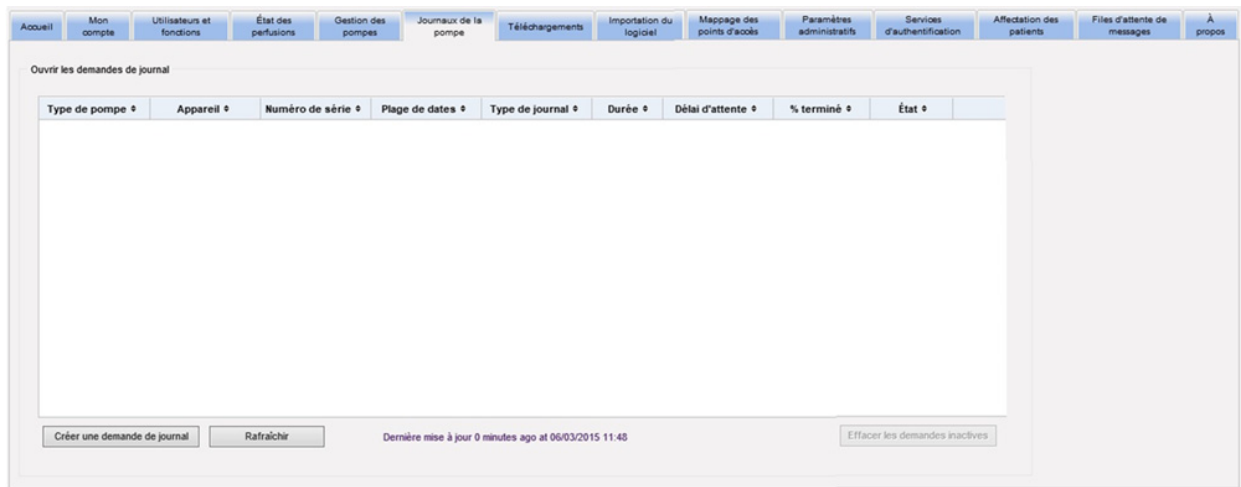 Accueil
Mon compte
Utilisateurs et fonctions
État des perfusions
Gestion des pompes
Journaux de la pompe
Téléchargements
Importation du logiciel
Mappage des points d'accès
Paramètres administratifs
Services d'authentification
Affectation des patients
Files d'attente de messages
À propos
Ouvrir les demandes de journal
Type de pompe Appareil Numéro de série Plage de dates Type de journal Durée Délai d'attente % terminé État
Créer une demande de journal Rafraîchir Dernière mise à jour 0 minutes ago at 06/03/2015 11:48 Effacer les demandes inactives